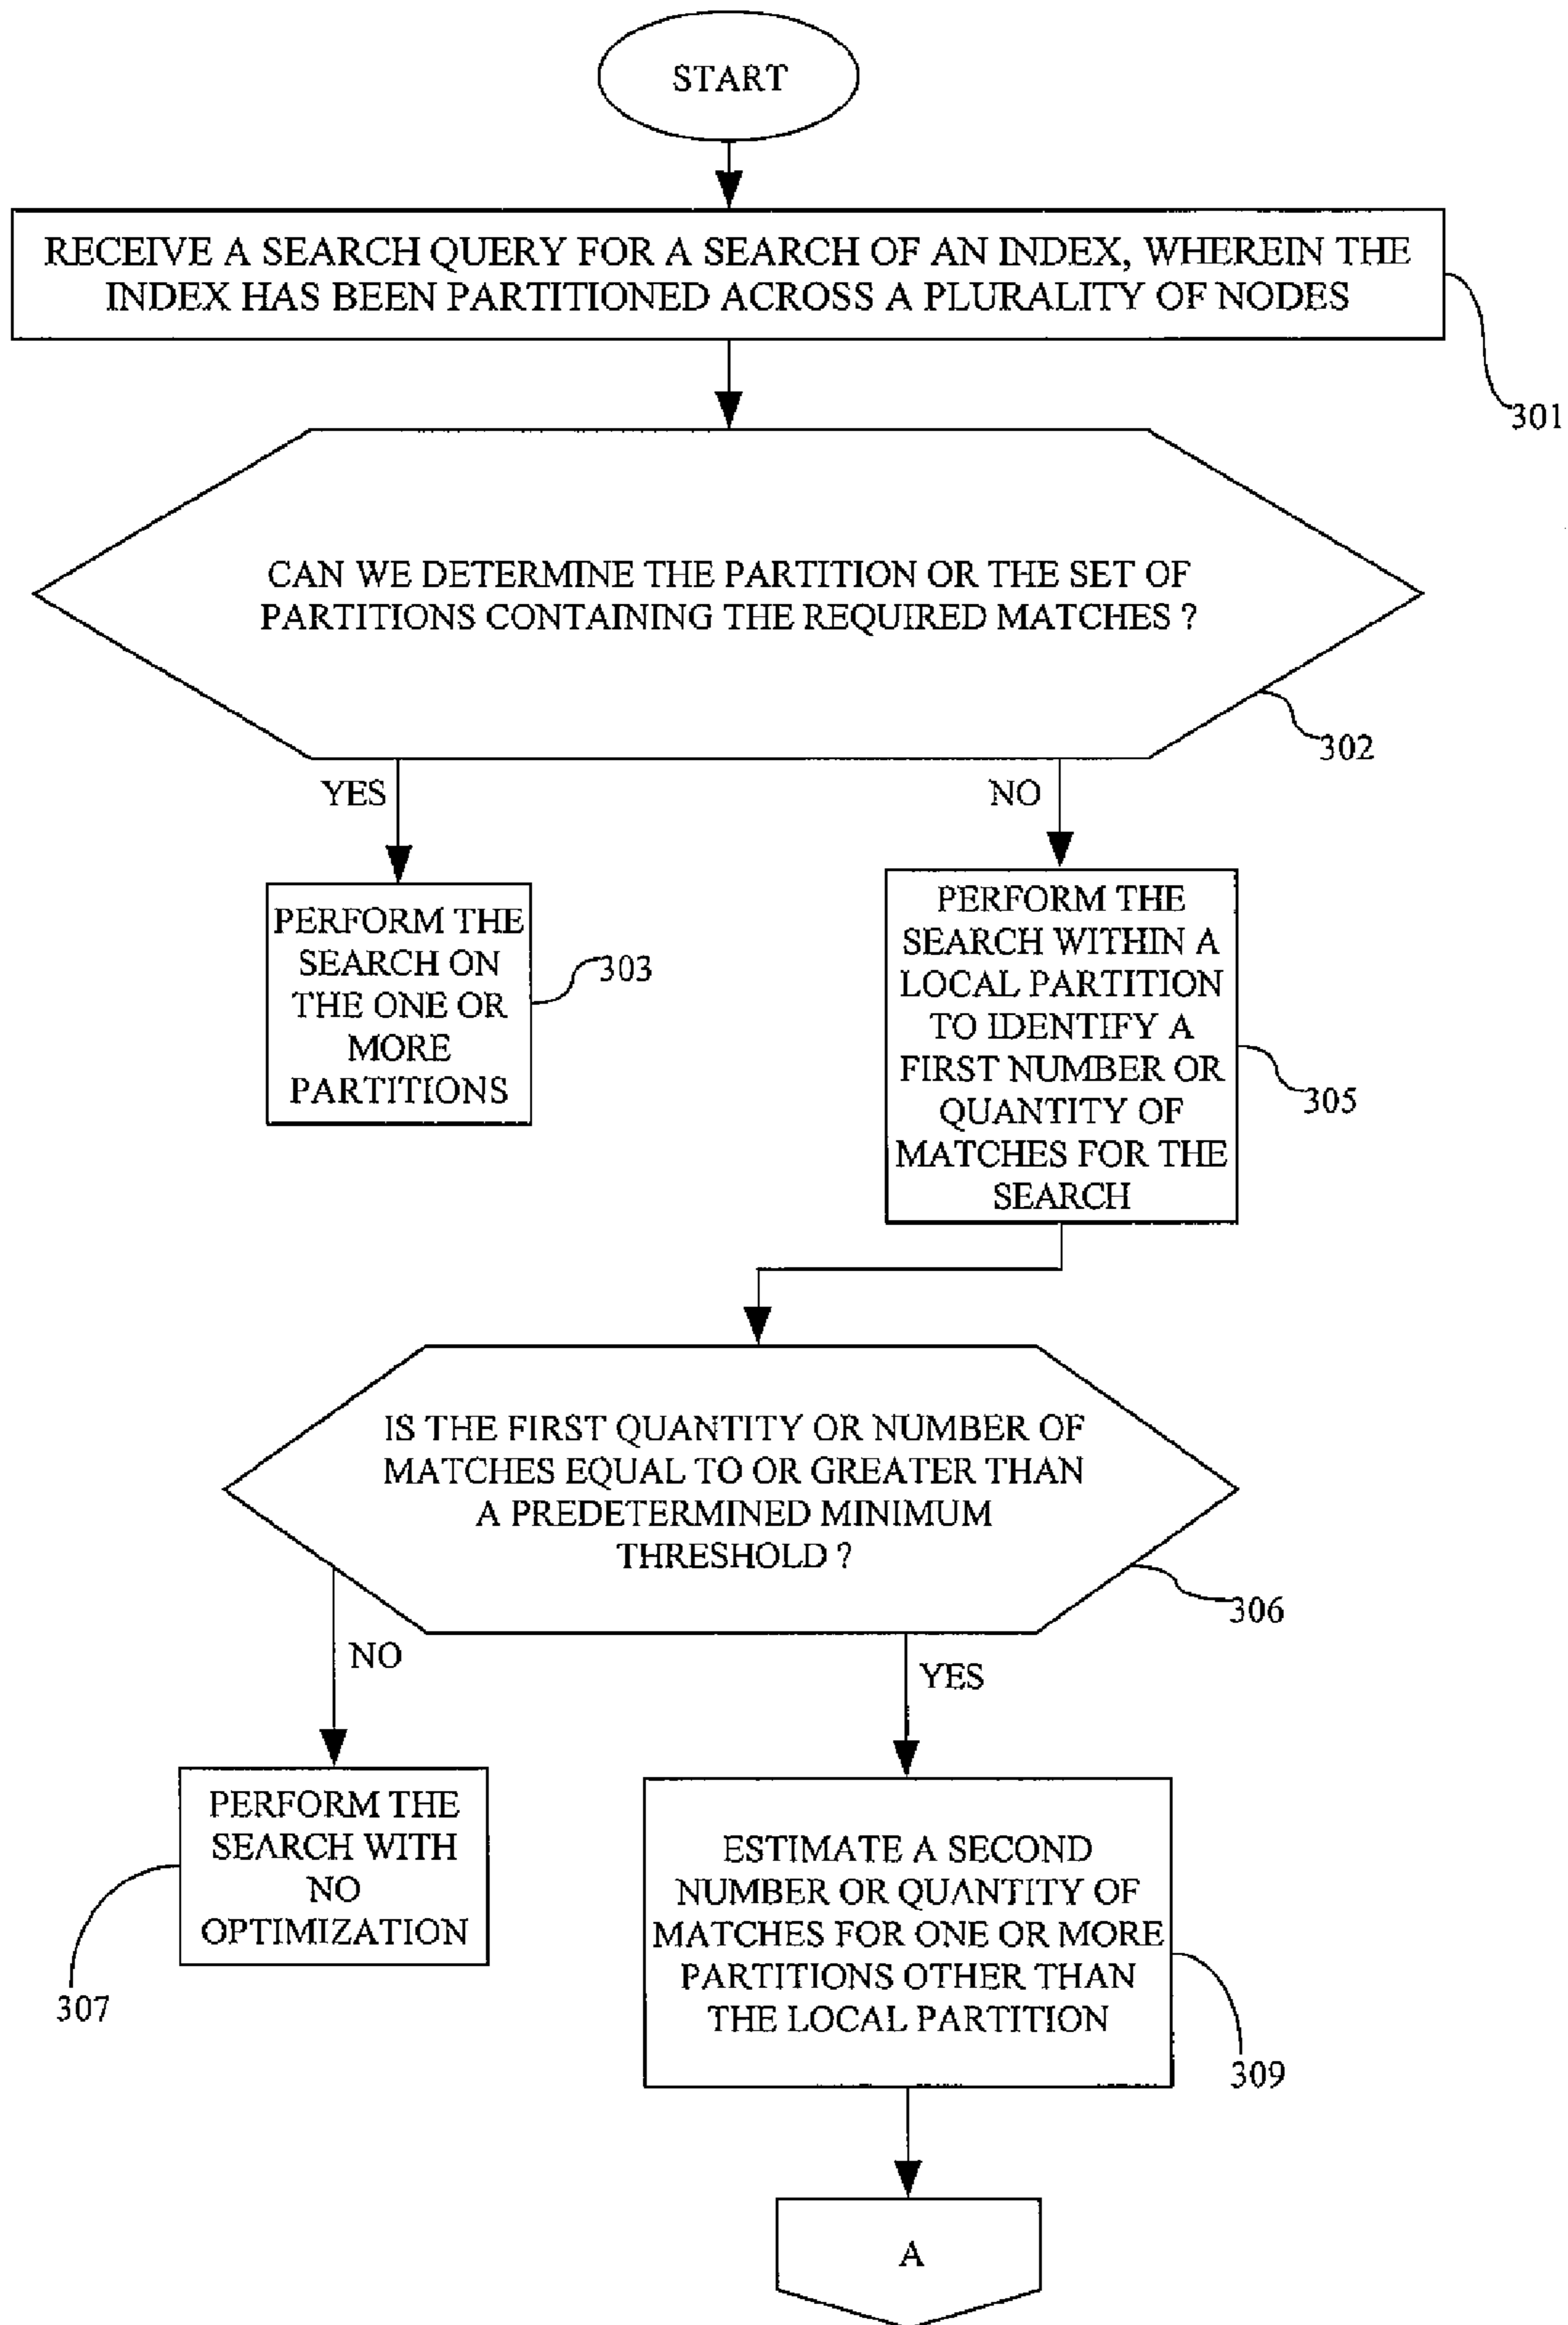 START
RECEIVE A SEARCH QUERY FOR A SEARCH OF AN INDEX, WHEREIN THE
INDEX HAS BEEN PARTITIONED ACROSS A PLURALITY OF NODES
301
CAN WE DETERMINE THE PARTITION OR THE SET OF
PARTITIONS CONTAINING THE REQUIRED MATCHES ?
302
YES
NO
PERFORM THE
SEARCH ON
THE ONE OR
MORE
PARTITIONS
303
PERFORM THE
SEARCH WITHIN A
LOCAL PARTITION
TO IDENTIFY A
FIRST NUMBER OR
QUANTITY OF
MATCHES FOR THE
SEARCH
305
IS THE FIRST QUANTITY OR NUMBER OF
MATCHES EQUAL TO OR GREATER THAN
A PREDETERMINED MINIMUM
THRESHOLD ?
306
NO
YES
PERFORM THE
SEARCH WITH
NO
OPTIMIZATION
307
ESTIMATE A SECOND
NUMBER OR QUANTITY OF
MATCHES FOR ONE OR MORE
PARTITIONS OTHER THAN
THE LOCAL PARTITION
309
A